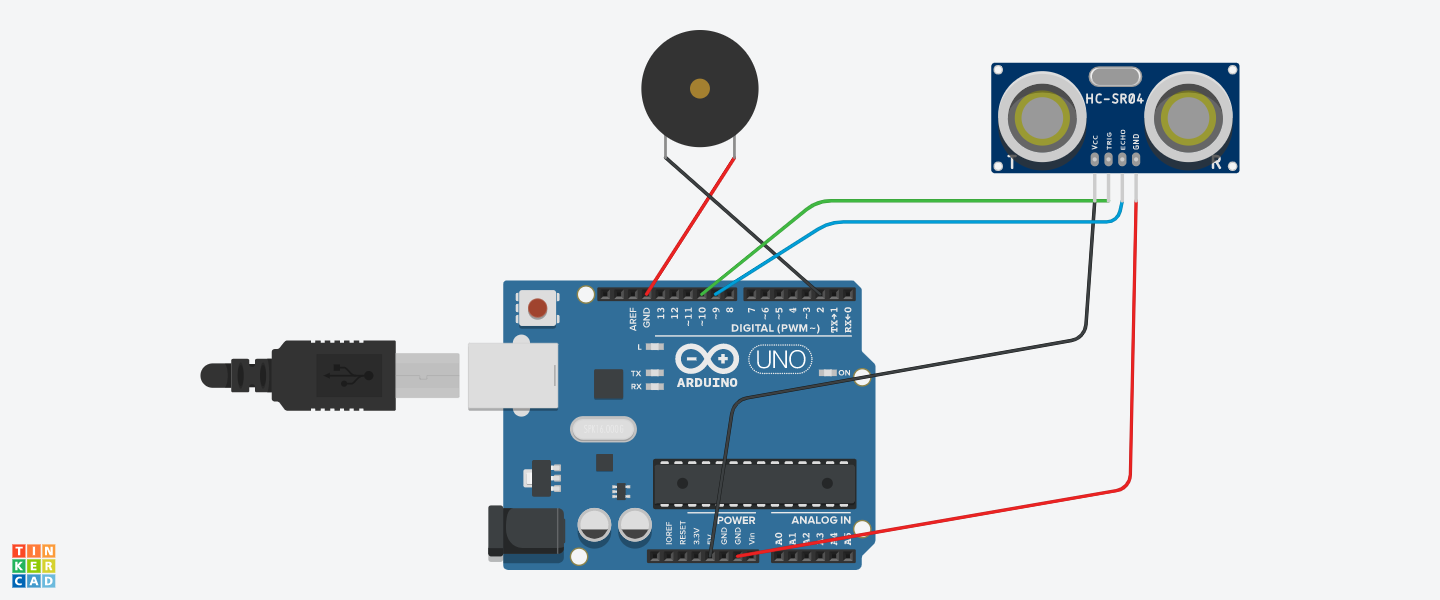 HC-SR04
VCC
TRIG
ECHO
GND
T
R
AREF
GND
13
12
~11
~10
~9
8
7
~6
~5
4
~3
2
TX→1
RX←0
DIGITAL (PWM~)
L
TX
RX
ON
UNO
ARDUINO
POWER
ANALOG IN
IOREF
RESET
3.3V
5V
GND
GND
Vin
A0
A1
A2
A3
A4
A5
TIN
KER
CAD